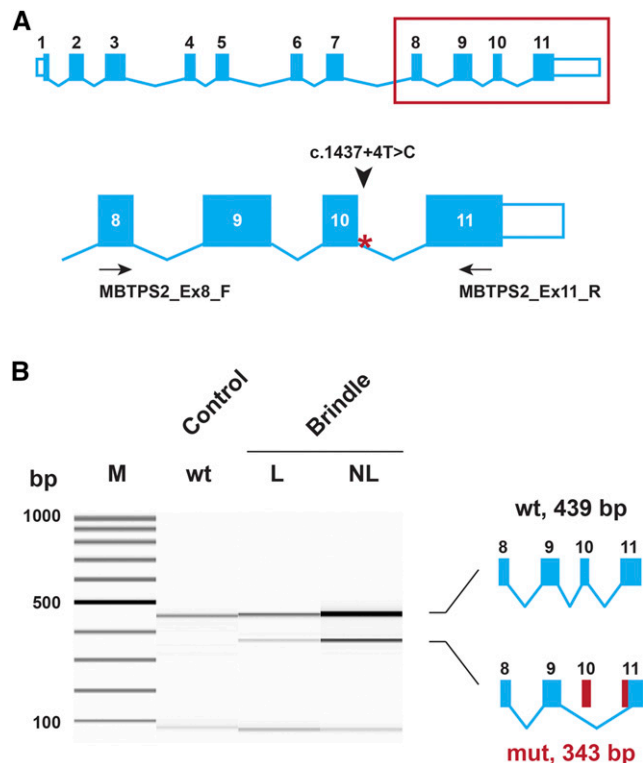 A
1 2 3 4 5 6 7 8 9 10 11
c.1437+4T>C
8 9 10 11
*
MBTPS2_Ex8_F MBTPS2_Ex11_R
B
Control Brindle
bp M wt L NL
1000
500
100
wt, 439 bp
8 9 10 11
8 9 10 11
mut, 343 bp